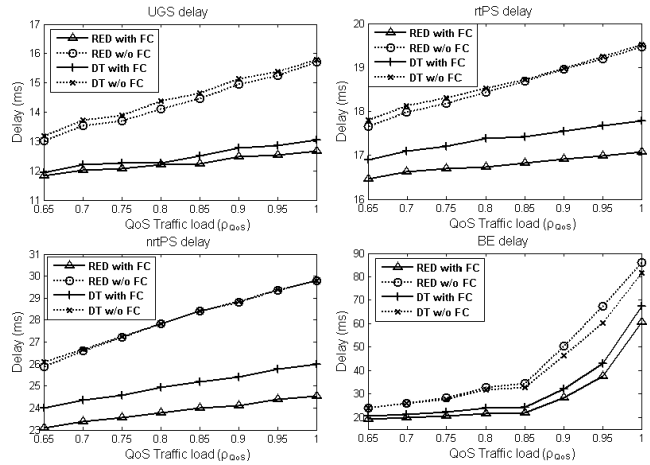 UGS delay
17
16
15
14
13
12
11
Delay (ms)
RED with FC
RED w/o FC
DT with FC
DT w/o FC
0.65 0.7 0.75 0.8 0.85 0.9 0.95 1
QoS Traffic load (ρQoS)
rtPS delay
20
19
18
17
16
Delay (ms)
RED with FC
RED w/o FC
DT with FC
DT w/o FC
0.65 0.7 0.75 0.8 0.85 0.9 0.95 1
QoS Traffic load (ρQoS)
nrtPS delay
31
30
29
28
27
26
25
24
23
Delay (ms)
RED with FC
RED w/o FC
DT with FC
DT w/o FC
0.65 0.7 0.75 0.8 0.85 0.9 0.95 1
QoS Traffic load (ρQoS)
BE delay
90
80
70
60
50
40
30
20
Delay (ms)
RED with FC
RED w/o FC
DT with FC
DT w/o FC
0.65 0.7 0.75 0.8 0.85 0.9 0.95 1
QoS Traffic load (ρQoS)